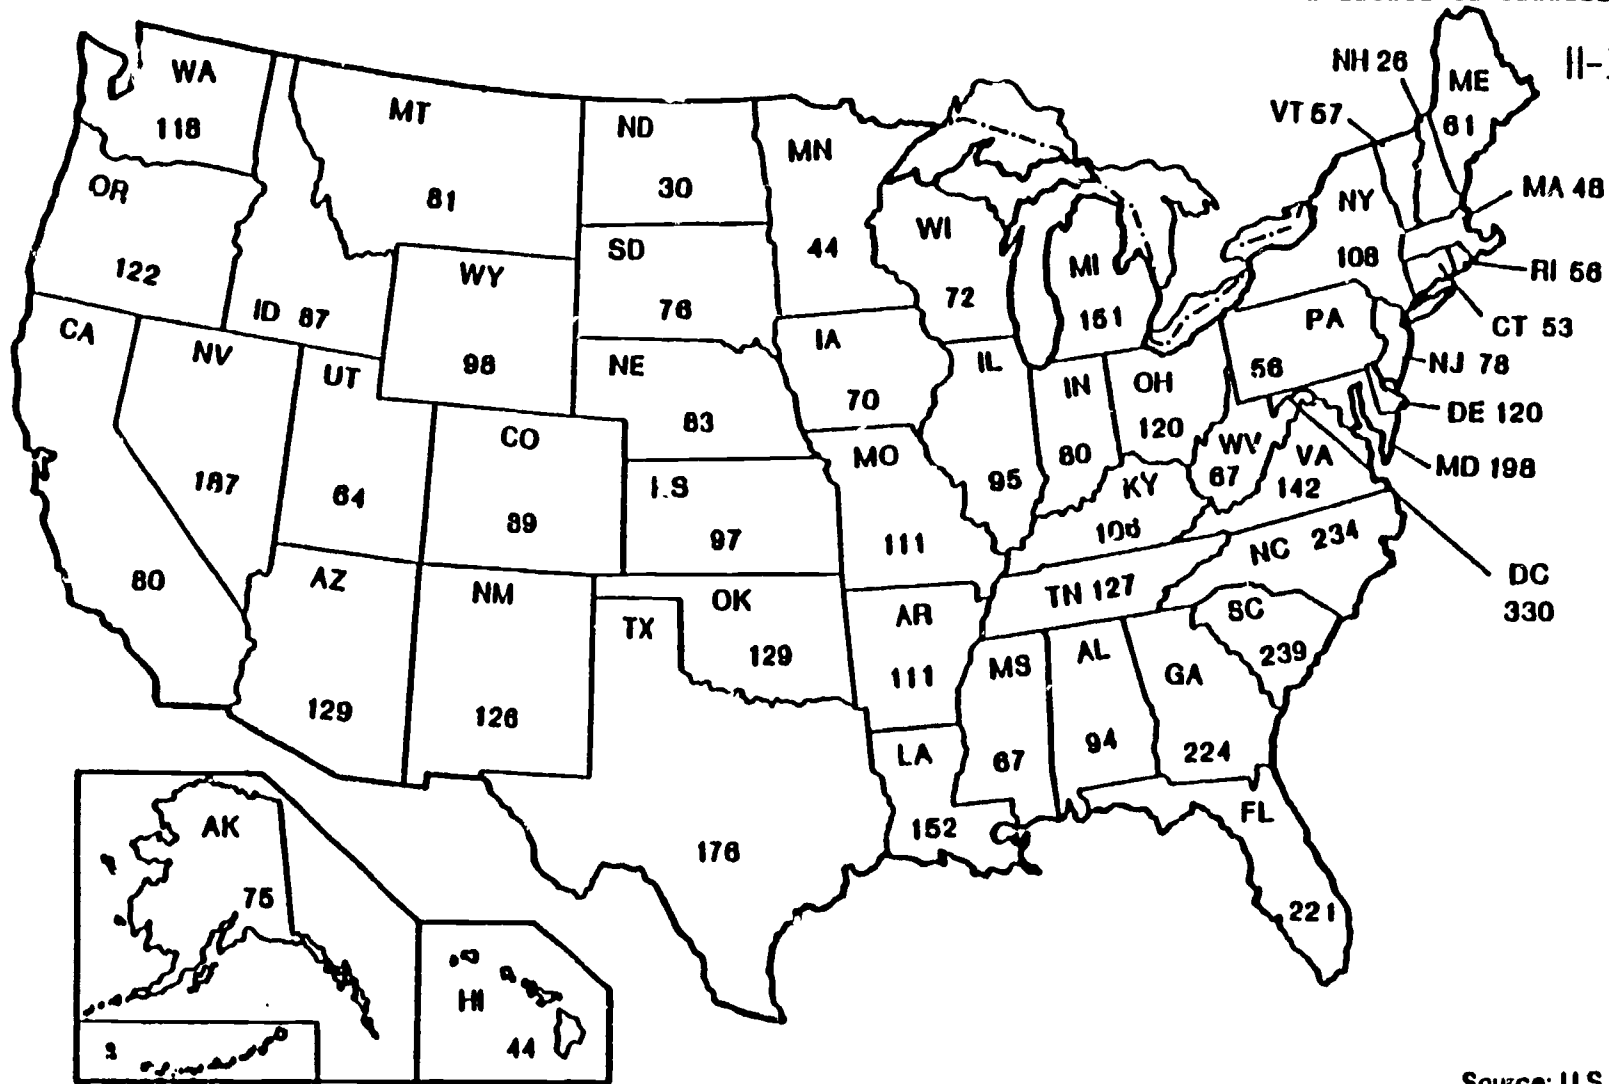 II-
NH 26
ME
61
VT 57
MA 48
RI 56
CT 53
NJ 78
DE 120
MD 198
DC
330
WA
118
MT
81
ND
30
MN
44
OR
122
ID 87
WY
98
SD
76
WI
72
MI
151
NY
108
PA
56
CA
80
NV
187
UT
64
CO
89
NE
83
IA
70
IL
95
IN
80
OH
120
WV
67
VA
142
97
MO
111
KY
106
TN 127
NC 234
SC
239
AZ
129
NM
126
TX
176
OK
129
AR
111
LA
152
MS
67
AL
94
GA
224
FL
221
AK
75
HI
44
Source: U.S.